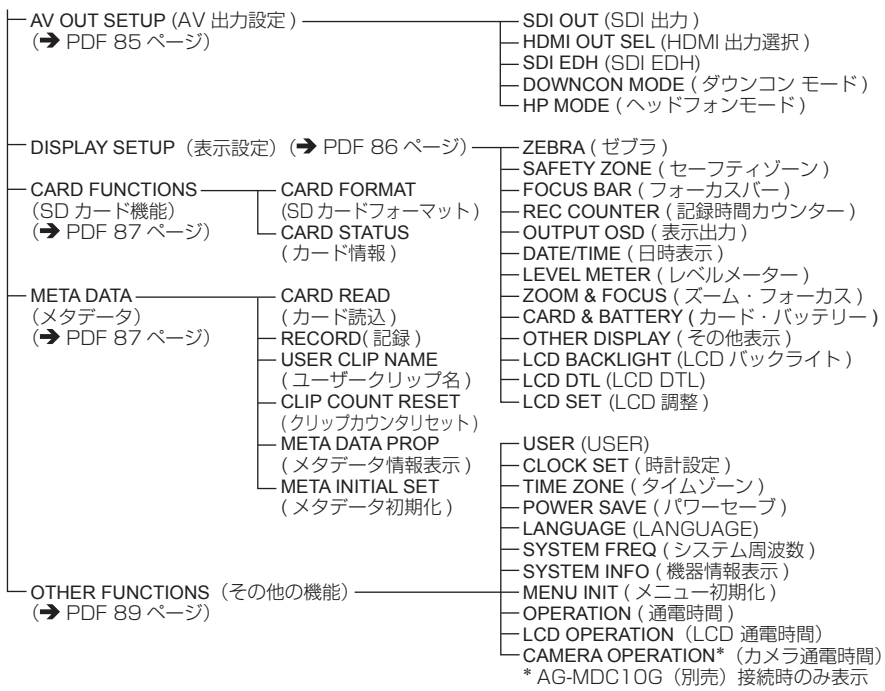 AV OUT SETUP (AV 出力設定 )
(➔ PDF 85 ページ)
SDI OUT (SDI 出力 )
HDMI OUT SEL (HDMI 出力選択 )
SDI EDH (SDI EDH)
DOWNCON MODE ( ダウンコン モード )
HP MODE ( ヘッドフォンモード )
DISPLAY SETUP（表示設定）(➔ PDF 86 ページ)
ZEBRA ( ゼブラ )
SAFETY ZONE ( セーフティゾーン )
FOCUS BAR ( フォーカスバー )
REC COUNTER ( 記録時間カウンター )
OUTPUT OSD ( 表示出力 )
DATE/TIME ( 日時表示 )
LEVEL METER ( レベルメーター )
ZOOM & FOCUS ( ズーム・フォーカス )
CARD & BATTERY ( カード・バッテリー )
OTHER DISPLAY ( その他表示 )
LCD BACKLIGHT (LCD バックライト )
LCD DTL (LCD DTL)
LCD SET (LCD 調整 )
CARD FUNCTIONS
(SD カード機能)
(➔ PDF 87 ページ)
CARD FORMAT
(SD カードフォーマット)
CARD STATUS
( カード情報 )
META DATA
(メタデータ)
(➔ PDF 87 ページ)
CARD READ
( カード読込 )
RECORD( 記録 )
USER CLIP NAME
( ユーザークリップ名 )
CLIP COUNT RESET
( クリップカウンタリセット )
META DATA PROP
( メタデータ情報表示 )
META INITIAL SET
( メタデータ初期化 )
OTHER FUNCTIONS（その他の機能）
(➔ PDF 89 ページ)
USER (USER)
CLOCK SET ( 時計設定 )
TIME ZONE ( タイムゾーン )
POWER SAVE ( パワーセーブ )
LANGUAGE (LANGUAGE)
SYSTEM FREQ ( システム周波数 )
SYSTEM INFO ( 機器情報表示 )
MENU INIT ( メニュー初期化 )
OPERATION ( 通電時間 )
LCD OPERATION（LCD 通電時間）
CAMERA OPERATION*（カメラ通電時間）
* AG-MDC10G（別売）接続時のみ表示